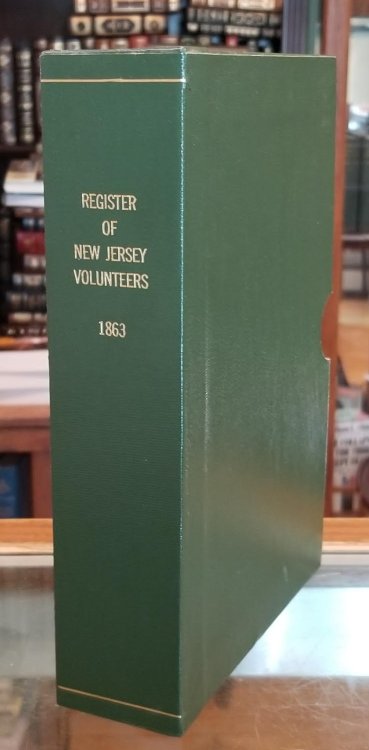 REGISTER
OF
NEW JERSEY
VOLUNTEERS
1863